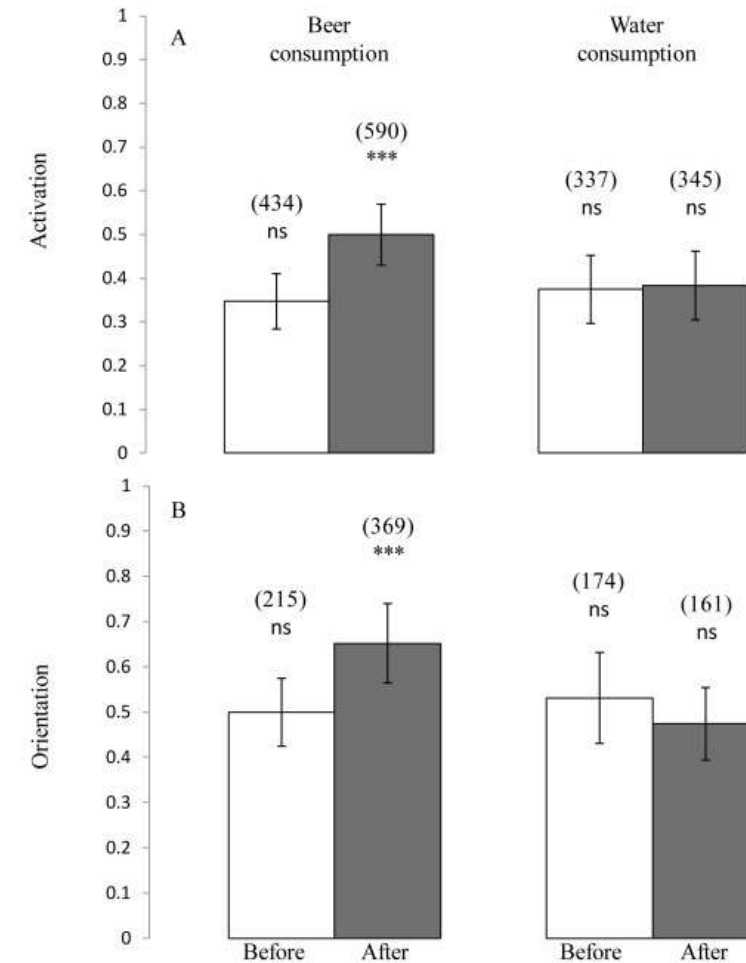 A
Beer
consumption
Water
consumption
Activation
1
0.9
0.8
0.7
0.6
0.5
0.4
0.3
0.2
0.1
0
(434)
ns
(590)
***
(337)
ns
(345)
ns
B
Orientation
1
0.9
0.8
0.7
0.6
0.5
0.4
0.3
0.2
0.1
0
(215)
ns
(369)
***
(174)
ns
(161)
ns
Before
After
Before
After